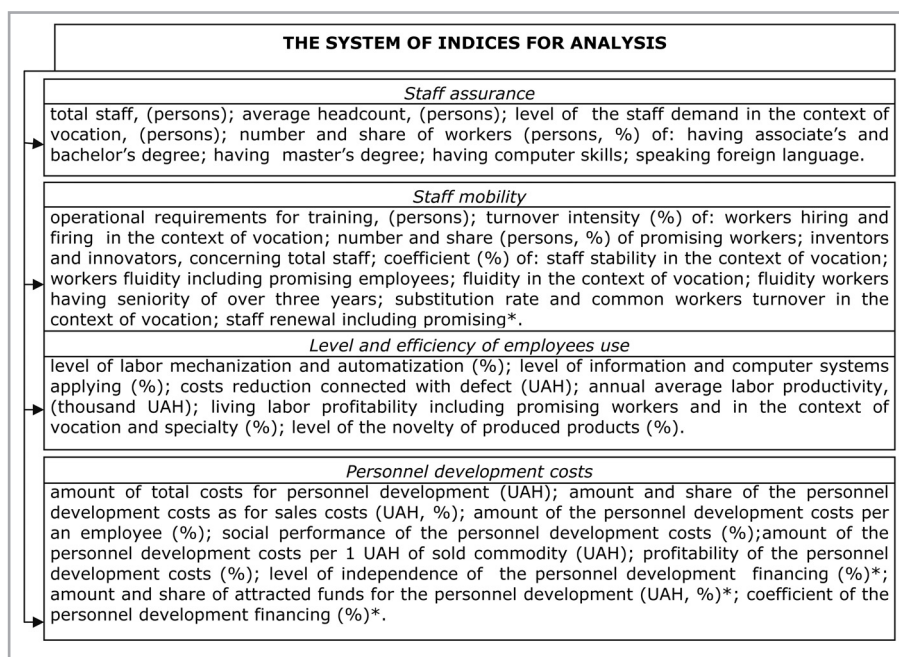 THE SYSTEM OF INDICES FOR ANALYSIS
Staff assurance
total staff, (persons); average headcount, (persons); level of the staff demand in the context of
vocation, (persons); number and share of workers (persons, %) of: having associate's and
bachelor's degree; having master's degree; having computer skills; speaking foreign language.
Staff mobility
operational requirements for training, (persons); turnover intensity (%) of: workers hiring and
firing in the context of vocation; number and share (persons, %) of promising workers; inventors
and innovators, concerning total staff; coefficient (%) of: staff stability in the context of vocation;
workers fluidity including promising employees; fluidity in the context of vocation; fluidity workers
having seniority of over three years; substitution rate and common workers turnover in the
context of vocation; staff renewal including promising*.
Level and efficiency of employees use
level of labor mechanization and automatization (%); level of information and computer systems
applying (%); costs reduction connected with defect (UAH); annual average labor productivity,
(thousand UAH); living labor profitability including promising workers and in the context of
vocation and specialty (%); level of the novelty of produced products (%).
Personnel development costs
amount of total costs for personnel development (UAH); amount and share of the personnel
development costs as for sales costs (UAH, %); amount of the personnel development costs per
an employee (%); social performance of the personnel development costs (%);amount of the
personnel development costs per 1 UAH of sold commodity (UAH); profitability of the personnel
development costs (%); level of independence of the personnel development financing (%)*;
amount and share of attracted funds for the personnel development (UAH, %)*; coefficient of the
personnel development financing (%)*.